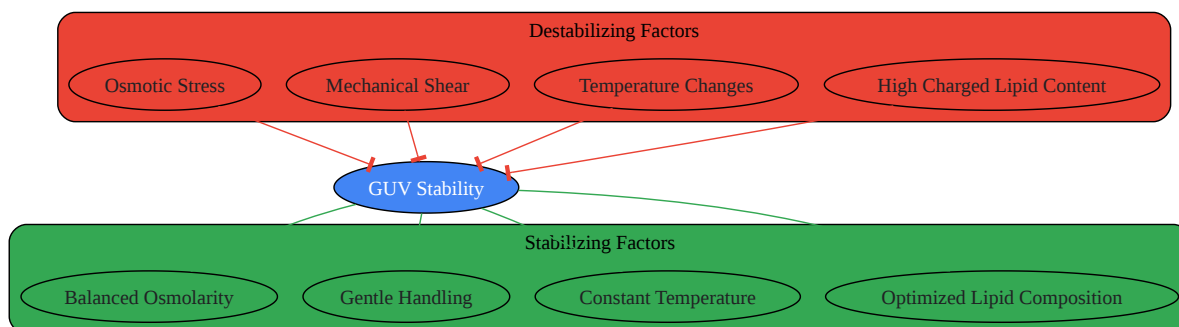 Destabilizing Factors
Osmotic Stress
Mechanical Shear
Temperature Changes
High Charged Lipid Content
GUV Stability
Stabilizing Factors
Balanced Osmolarity
Gentle Handling
Constant Temperature
Optimized Lipid Composition